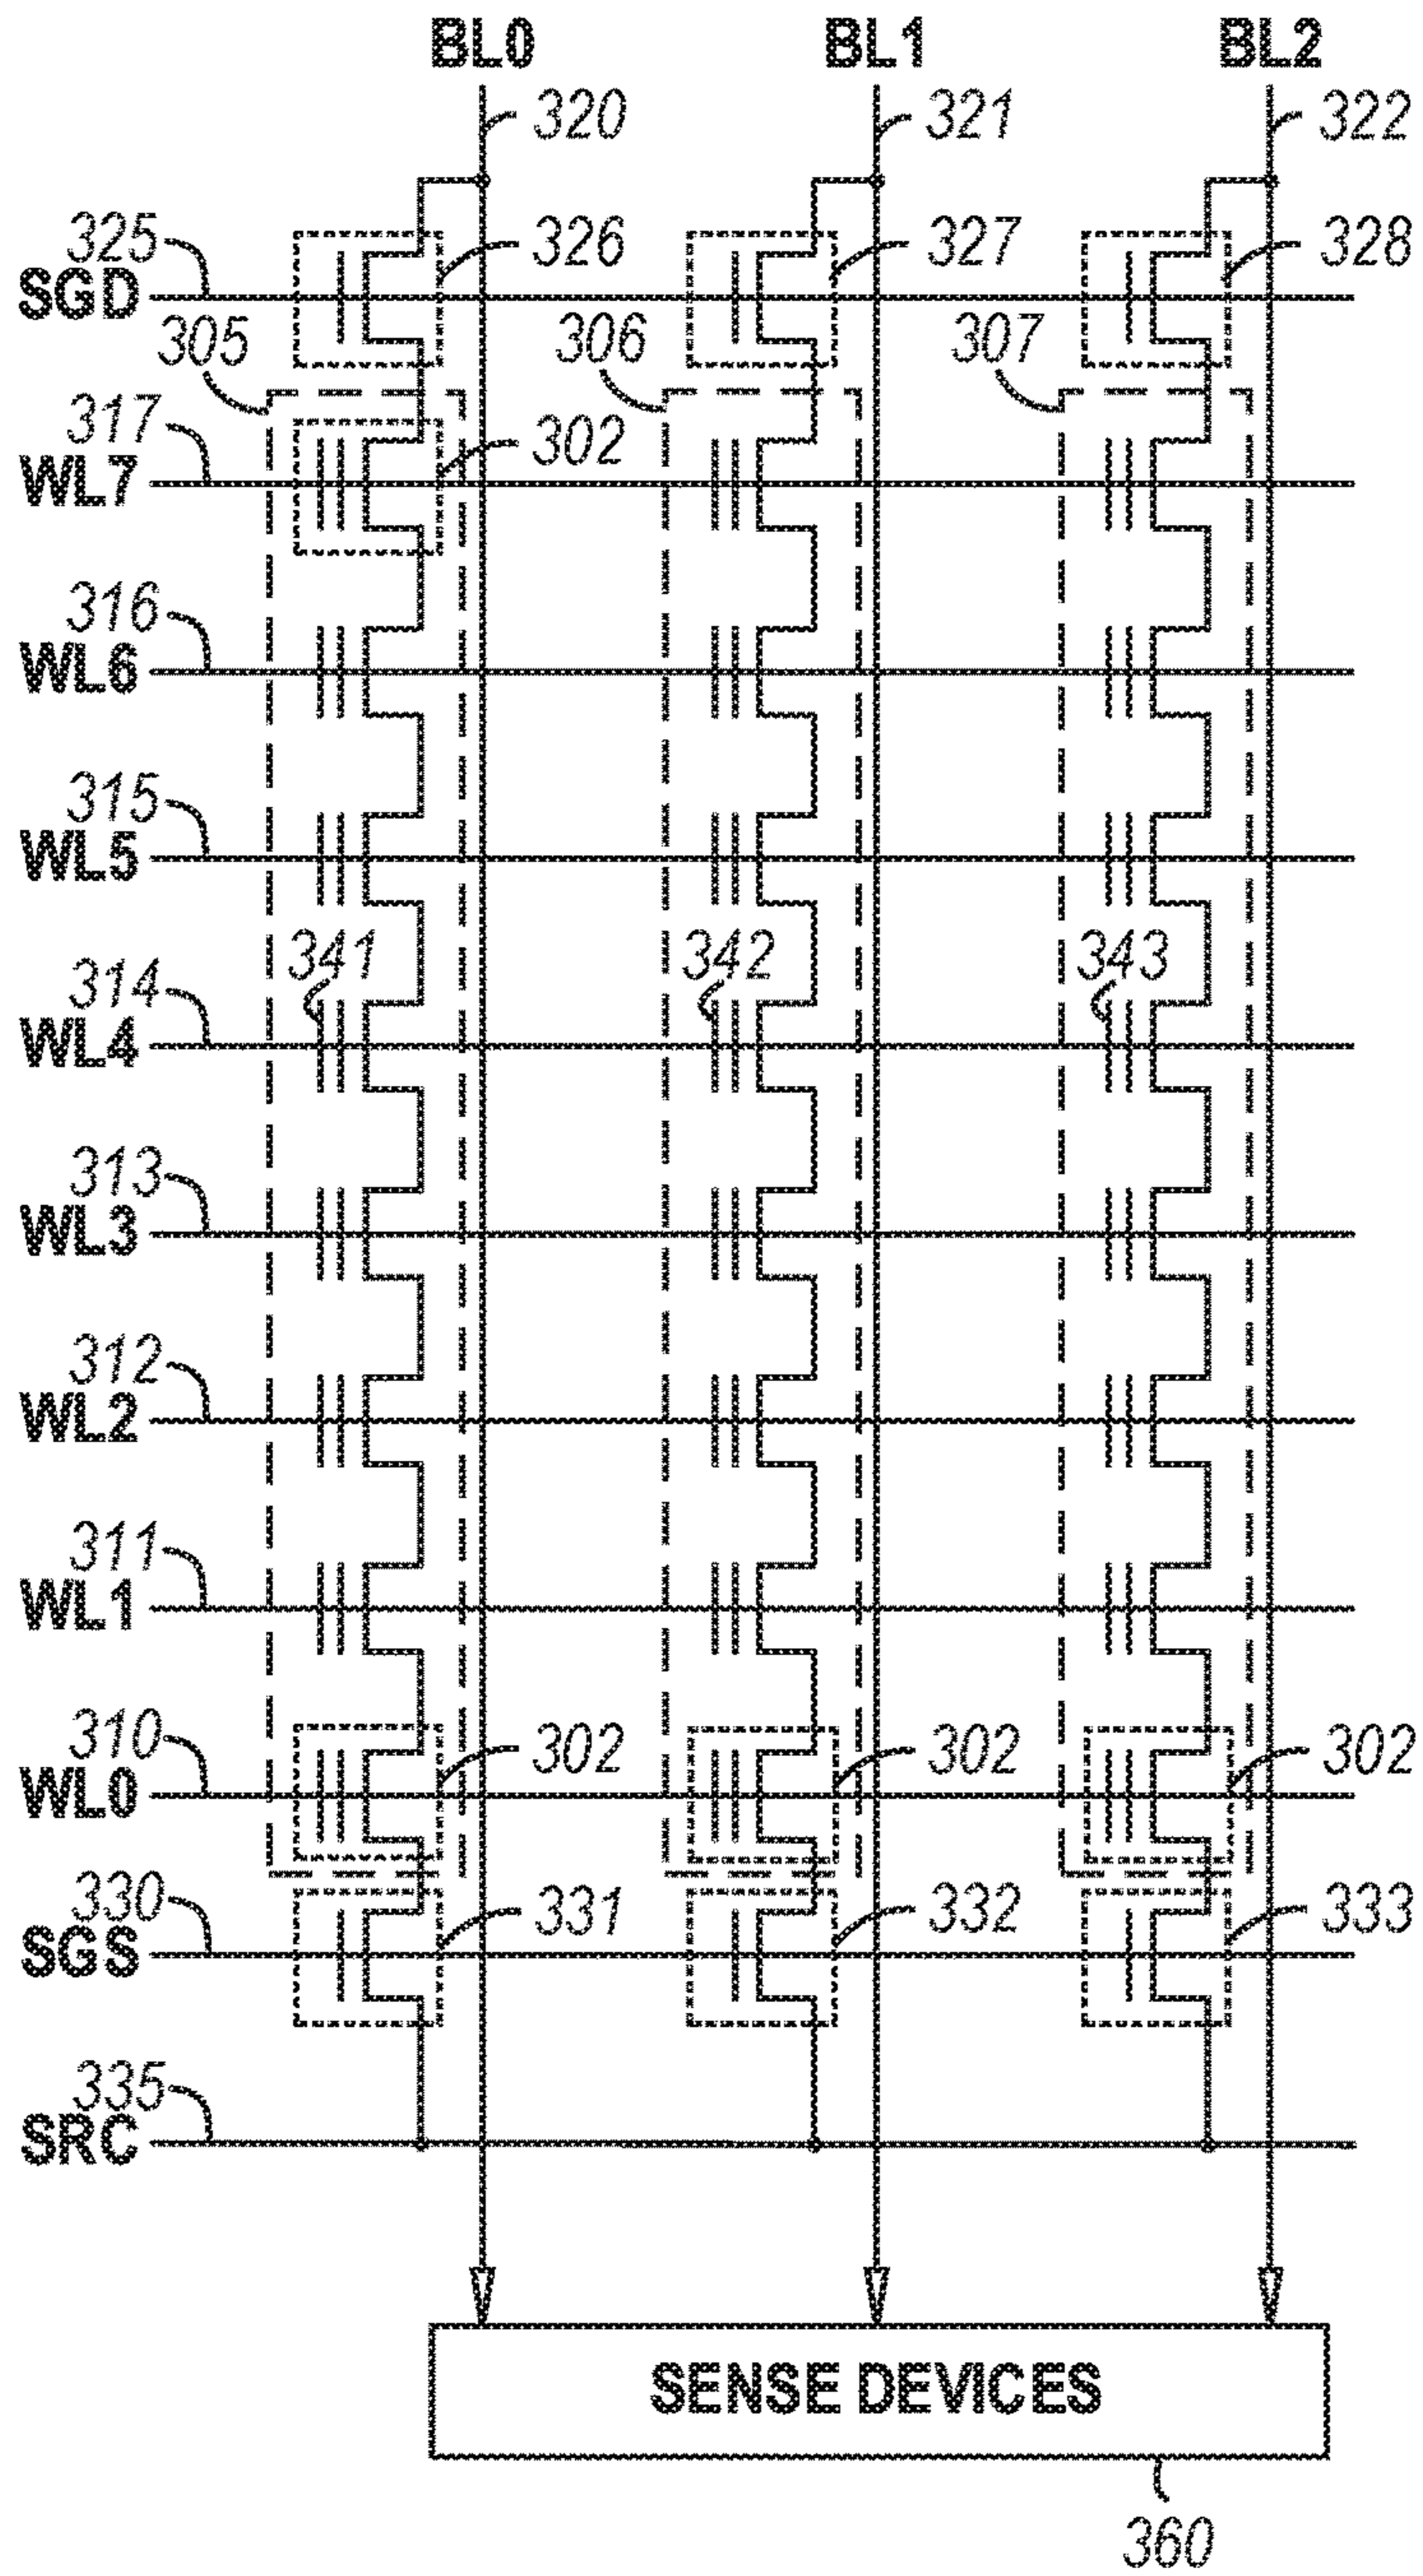 BL0 BL1 BL2
320 321 322
325 326 327 328
SGD
305 306 307
317 302
WL7
316
WL6
315
WL5
341 342 343
314
WL4
313
WL3
312
WL2
311
WL1
310 302 302 302
WL0
330 331 332 333
SGS
335
SRC
SENSE DEVICES
360